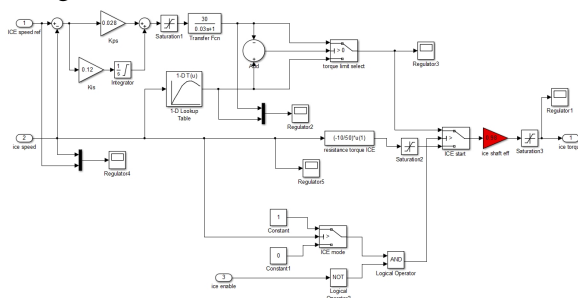 1
ICE speed ref
0.028
Kps
Saturation1
30
0.03s+1
Transfer Fcn
Add
> 0
torque limit select
Regulator3
0.12
Kis
1
s
Integrator
1-D T(u)
1-D Lookup
Table
Regulator2
Regulator1
2
ice speed
Regulator4
Regulator5
(-10/50)*u(1)
resistance torque ICE
Saturation2
>
ICE start
ice shaft eff
Saturation3
1
ice torq
1
Constant
>
ICE mode
0
Constant1
AND
Logical Operator
3
ice enable
NOT
Logical